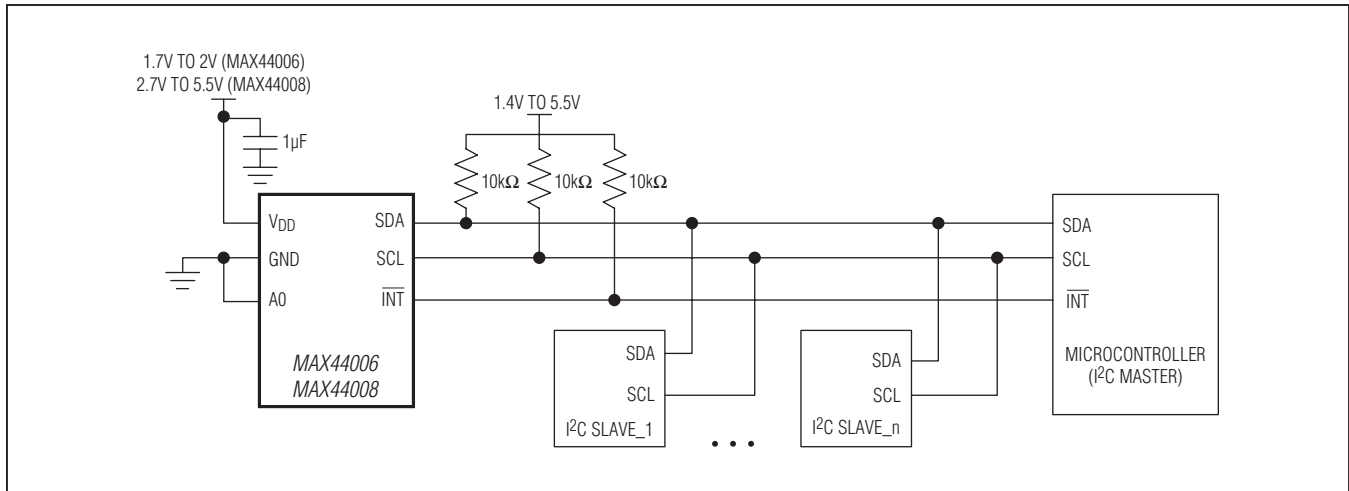 1.7V TO 2V (MAX44006)
2.7V TO 5.5V (MAX44008)
1µF
1.4V TO 5.5V
10kΩ
10kΩ
10kΩ
VDD
GND
A0
SDA
SCL
INT
MAX44006
MAX44008
SDA
SCL
I2C SLAVE_1
• • •
SDA
SCL
I2C SLAVE_n
SDA
SCL
INT
MICROCONTROLLER
(I2C MASTER)